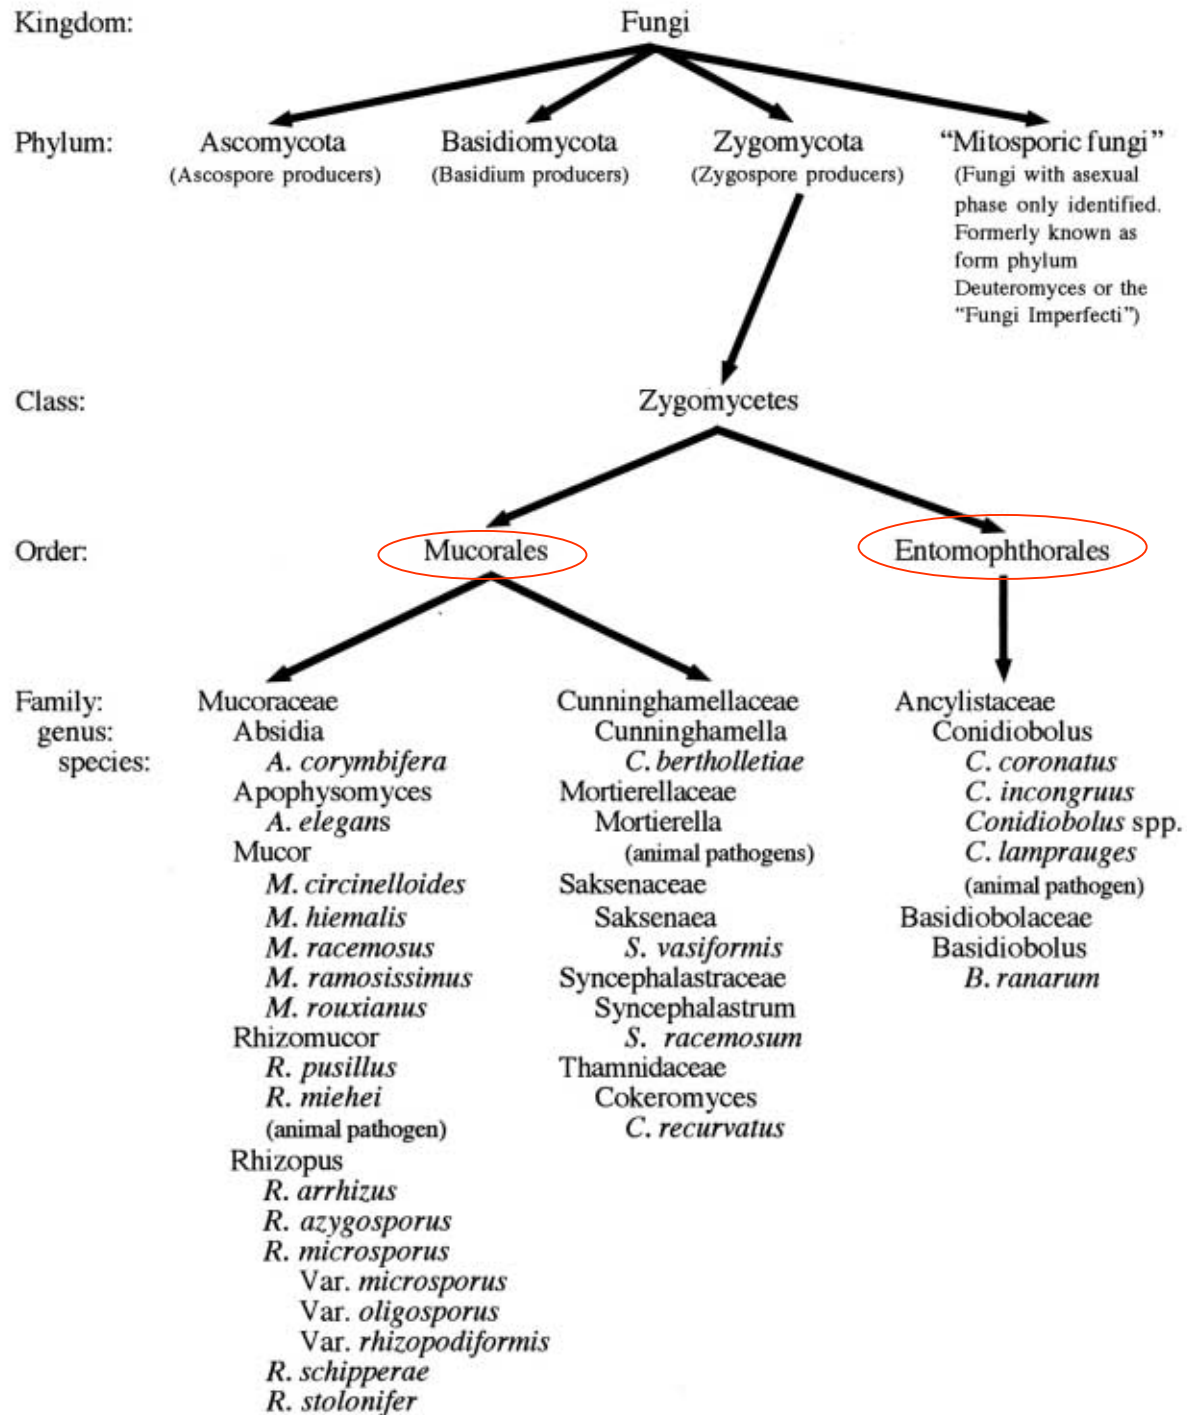 Kingdom: Fungi
Phylum: Ascomycota Basidiomycota Zygomycota “Mitosporic fungi”
(Ascospore producers) (Basidium producers) (Zygospore producers) (Fungi with asexual
phase only identified.
Formerly known as
form phylum
Deuteromyces or the
“Fungi Imperfecti”)
Class: Zygomycetes
Order: Mucorales Entomophthorales
Family: Mucoraceae Cunninghamellaceae Ancylistaceae
genus: Absidia Cunninghamella Conidiobolus
species: A. corymbifera C. bertholletiae C. coronatus
Apophysomyces Mortierellaceae C. incongruus
A. elegans Mortierella Conidiobolus spp.
Mucor (animal pathogens) C. lamprauges
M. circinelloides Saksenaceae (animal pathogen)
M. hiemalis Saksenaea Basidiobolaceae
M. racemosus S. vasiformis Basidiobolus
M. ramosissimus Syncephalastraceae B. ranarum
M. rouxianus Syncephalastrum
Rhizomucor S. racemosum
R. pusillus Thamnidaceae
R. miehei Cokeromyces
(animal pathogen) C. recurvatus
Rhizopus
R. arrhizus
R. azygosporus
R. microsporus
Var. microsporus
Var. oligosporus
Var. rhizopodiformis
R. schipperae
R. stolonifer